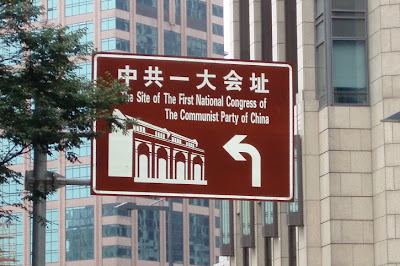 中共一大会址
The Site of The First National Congress of
The Communist Party of China